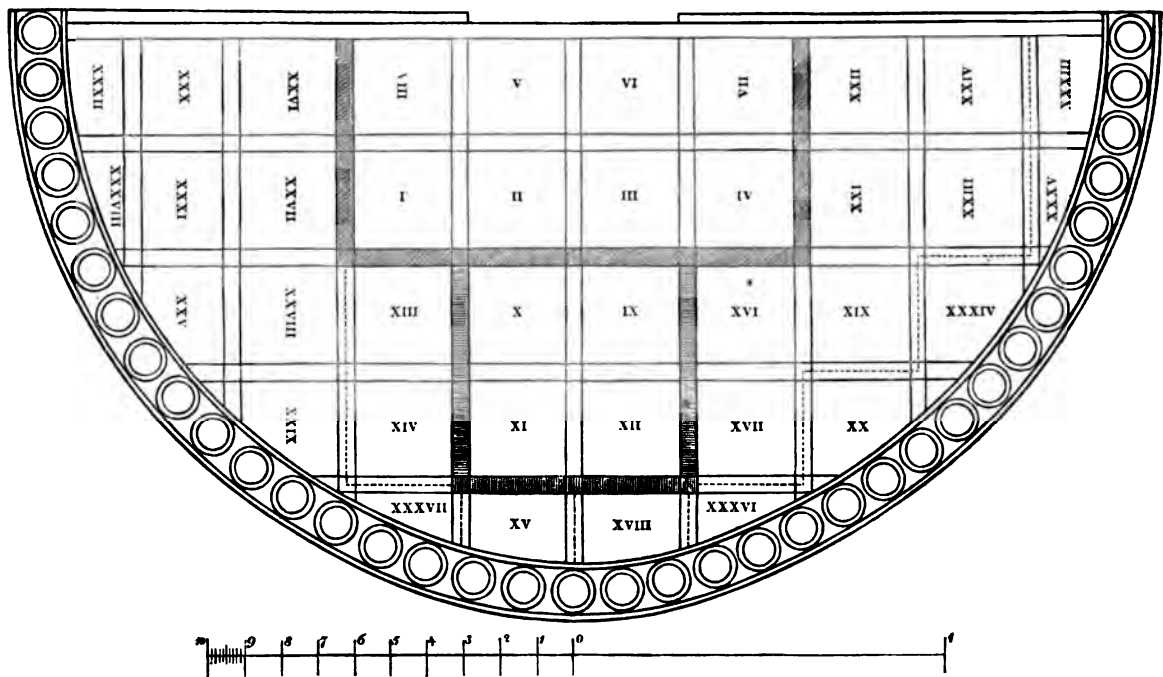 XXXII XXX XXVI VIII V VI VII XXII XXIV XXXIII
XXXVIII XXXI XXVII I II III IV XXI XXIII XXXV
XXV XXVIII XIII X IX XVI XIX XXXIV
XXIX XIV XI XII XVII XX
XXXVII XV XVIII XXXVI
10 9 8 7 6 5 4 3 2 1 0 1